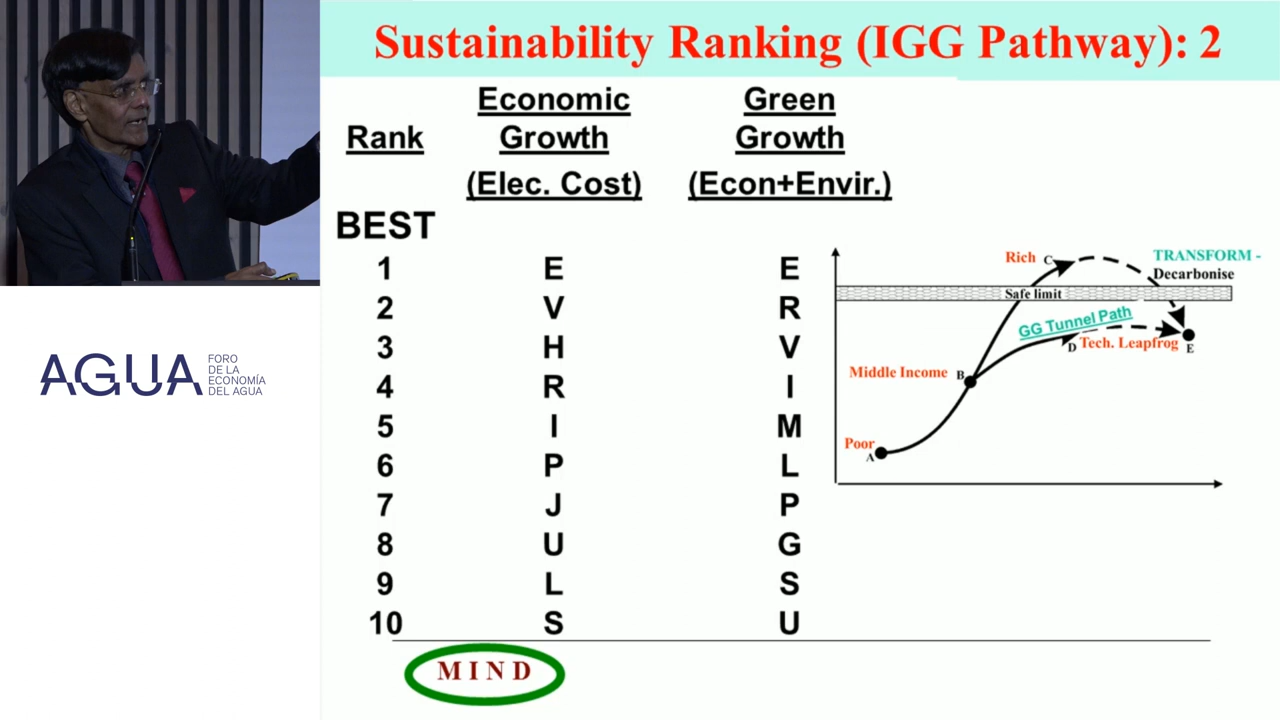 Sustainability Ranking (IGG Pathway): 2
Rank
Economic
Growth
(Elec. Cost)
Green
Growth
(Econ+Envir.)
BEST
1 E E
2 V R
3 H V
4 R I
5 I M
6 P L
7 J P
8 U G
9 L S
10 S U
M I N D
Rich C
TRANSFORM -
Decarbonise
Safe limit
GG Tunnel Path
D Tech. Leapfrog E
Middle Income B
Poor
A
AGUA
FORO
DE LA
ECONOMÍA
DEL AGUA